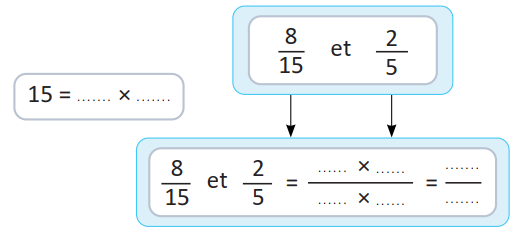 8/15 et 2/5
15 = ....... × .......
8/15 et 2/5 = ...... × ...... / ...... × ...... = ....... / .......